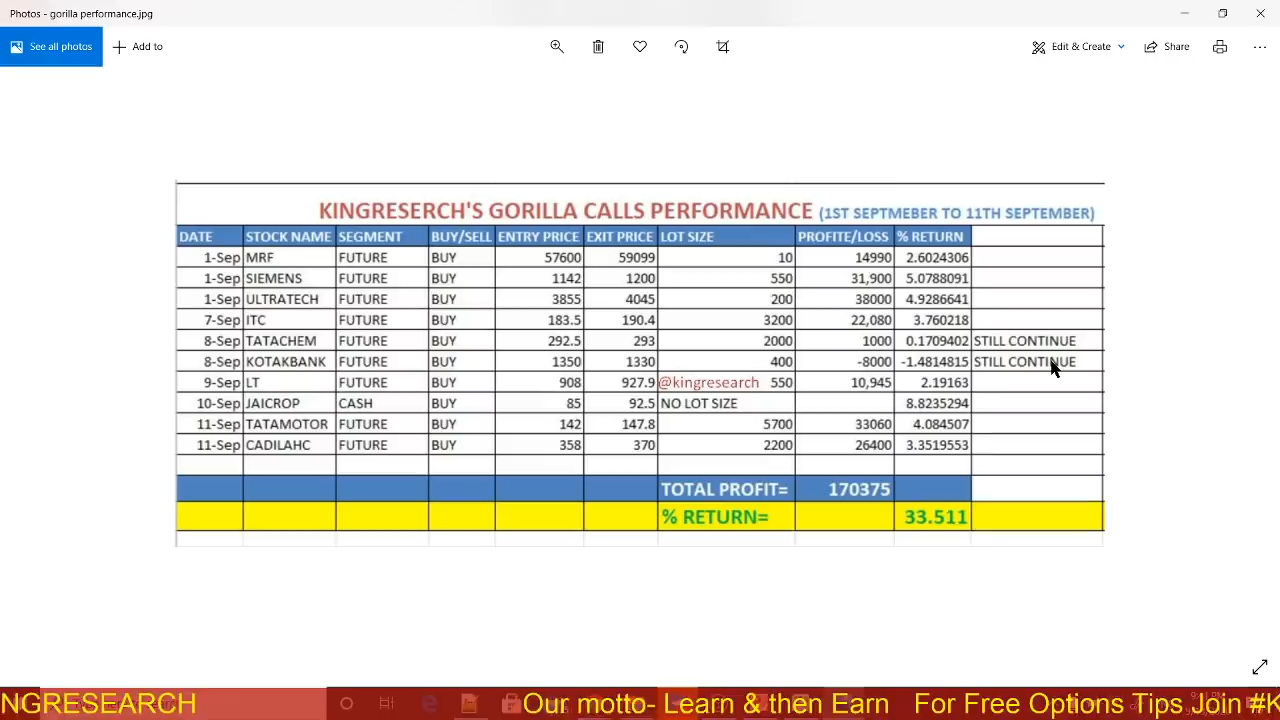 Photos - gorilla performance.jpg
See all photos Add to Edit & Create Share
KINGRESERCH'S GORILLA CALLS PERFORMANCE (1ST SEPTMEBER TO 11TH SEPTEMBER)
DATE STOCK NAME SEGMENT BUY/SELL ENTRY PRICE EXIT PRICE LOT SIZE PROFITE/LOSS % RETURN
1-Sep MRF FUTURE BUY 57600 59099 10 14990 2.6024306
1-Sep SIEMENS FUTURE BUY 1142 1200 550 31,900 5.0788091
1-Sep ULTRATECH FUTURE BUY 3855 4045 200 38000 4.9286641
7-Sep ITC FUTURE BUY 183.5 190.4 3200 22,080 3.760218
8-Sep TATACHEM FUTURE BUY 292.5 293 2000 1000 0.1709402 STILL CONTINUE
8-Sep KOTAKBANK FUTURE BUY 1350 1330 400 -8000 -1.4814815 STILL CONTINUE
9-Sep LT FUTURE BUY 908 927.9 @kingresearch 550 10,945 2.19163
10-Sep JAICROP CASH BUY 85 92.5 NO LOT SIZE 8.8235294
11-Sep TATAMOTOR FUTURE BUY 142 147.8 5700 33060 4.084507
11-Sep CADILAHC FUTURE BUY 358 370 2200 26400 3.3519553
TOTAL PROFIT= 170375
% RETURN= 33.511
NGRESEARCH Our motto- Learn & then Earn For Free Options Tips Join #K